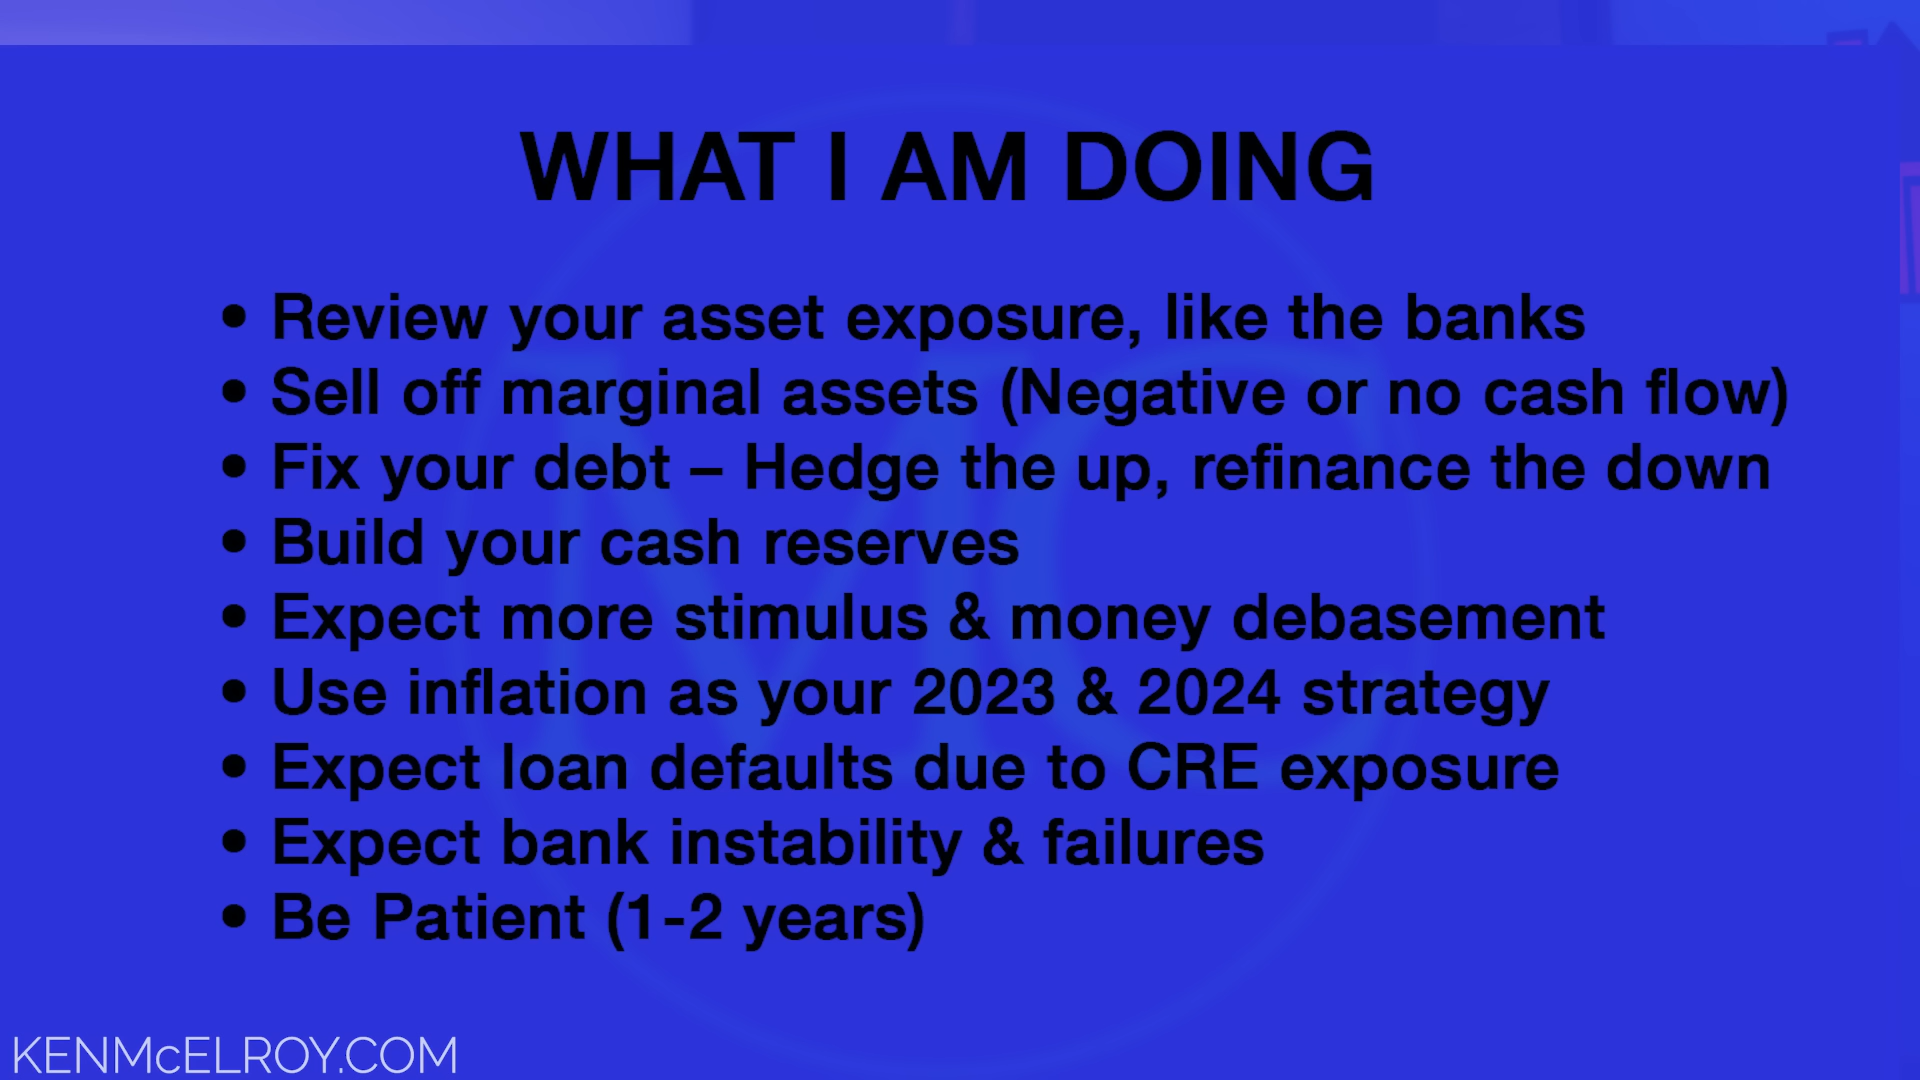 WHAT I AM DOING
• Review your asset exposure, like the banks
• Sell off marginal assets (Negative or no cash flow)
• Fix your debt – Hedge the up, refinance the down
• Build your cash reserves
• Expect more stimulus & money debasement
• Use inflation as your 2023 & 2024 strategy
• Expect loan defaults due to CRE exposure
• Expect bank instability & failures
• Be Patient (1-2 years)
KENMcELROY.COM